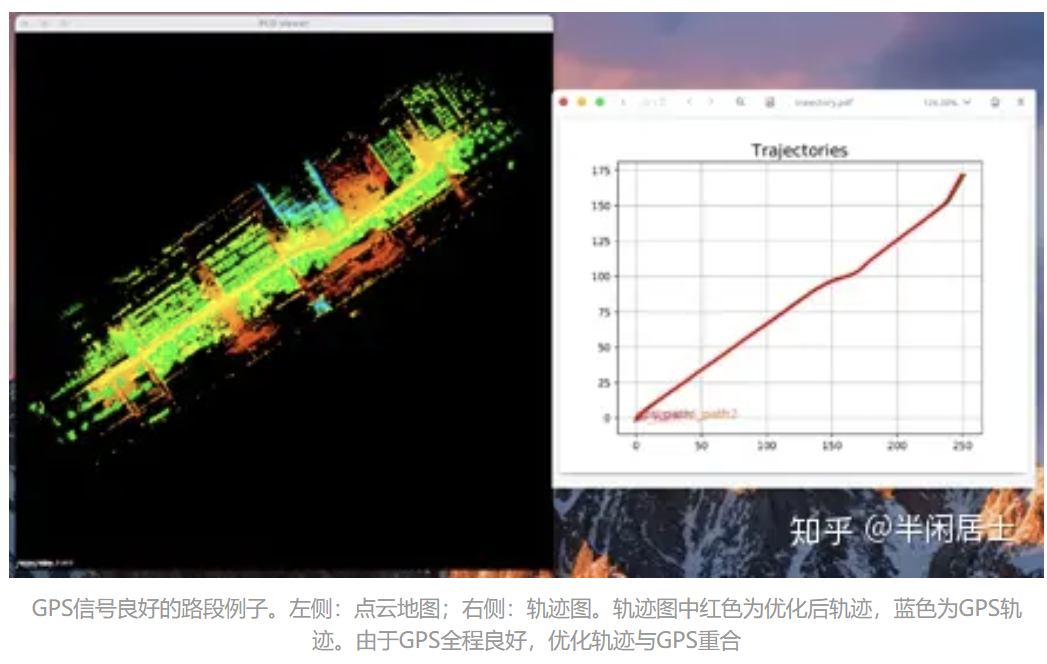 PCD Viewer
trajectory.pdf
Trajectories
175
150
125
100
75
50
25
0
0
50
100
150
200
250
知乎 @半闲居士
GPS信号良好的路段例子。左侧：点云地图；右侧：轨迹图。轨迹图中红色为优化后轨迹，蓝色为GPS轨
迹。由于GPS全程良好，优化轨迹与GPS重合